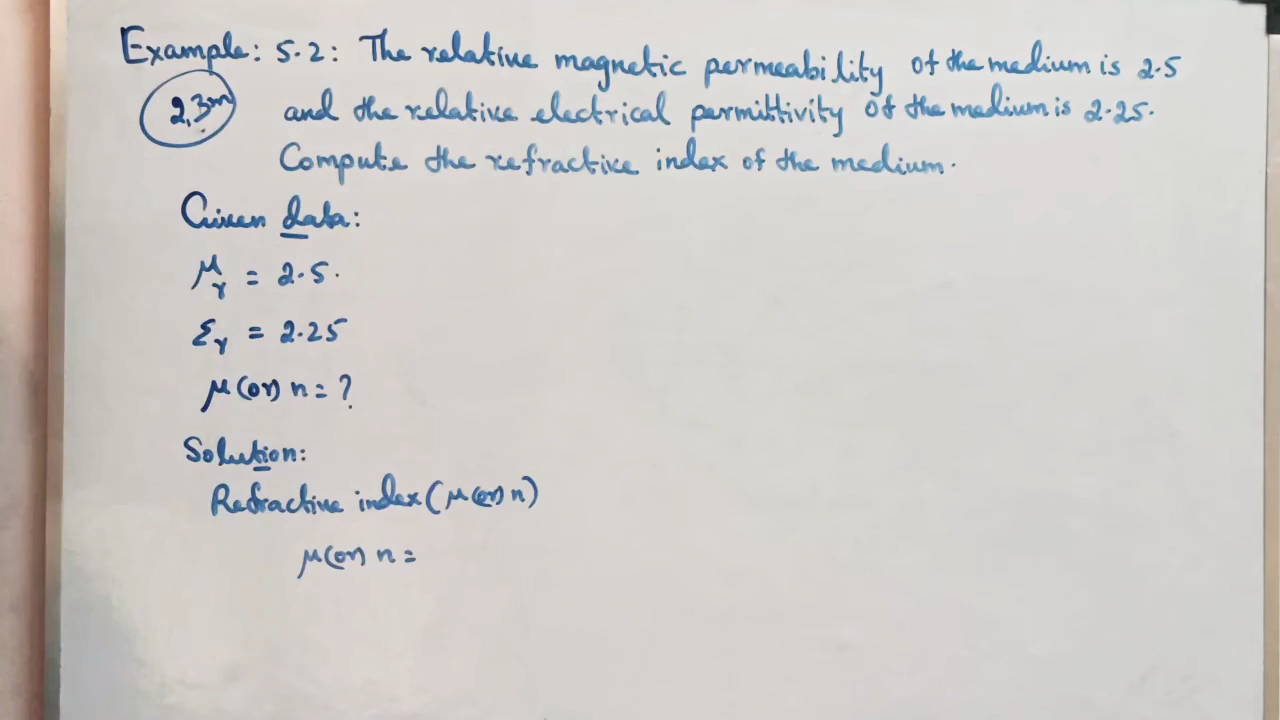 Example: 5.2: The relative magnetic permeability of the medium is 2.5
2,3m
and the relative electrical permittivity of the medium is 2.25.
Compute the refractive index of the medium.
Given data:
μᵣ = 2.5.
εᵣ = 2.25
μ (or) n = ?
Solution:
Refractive index (μ (or) n)
μ (or) n =